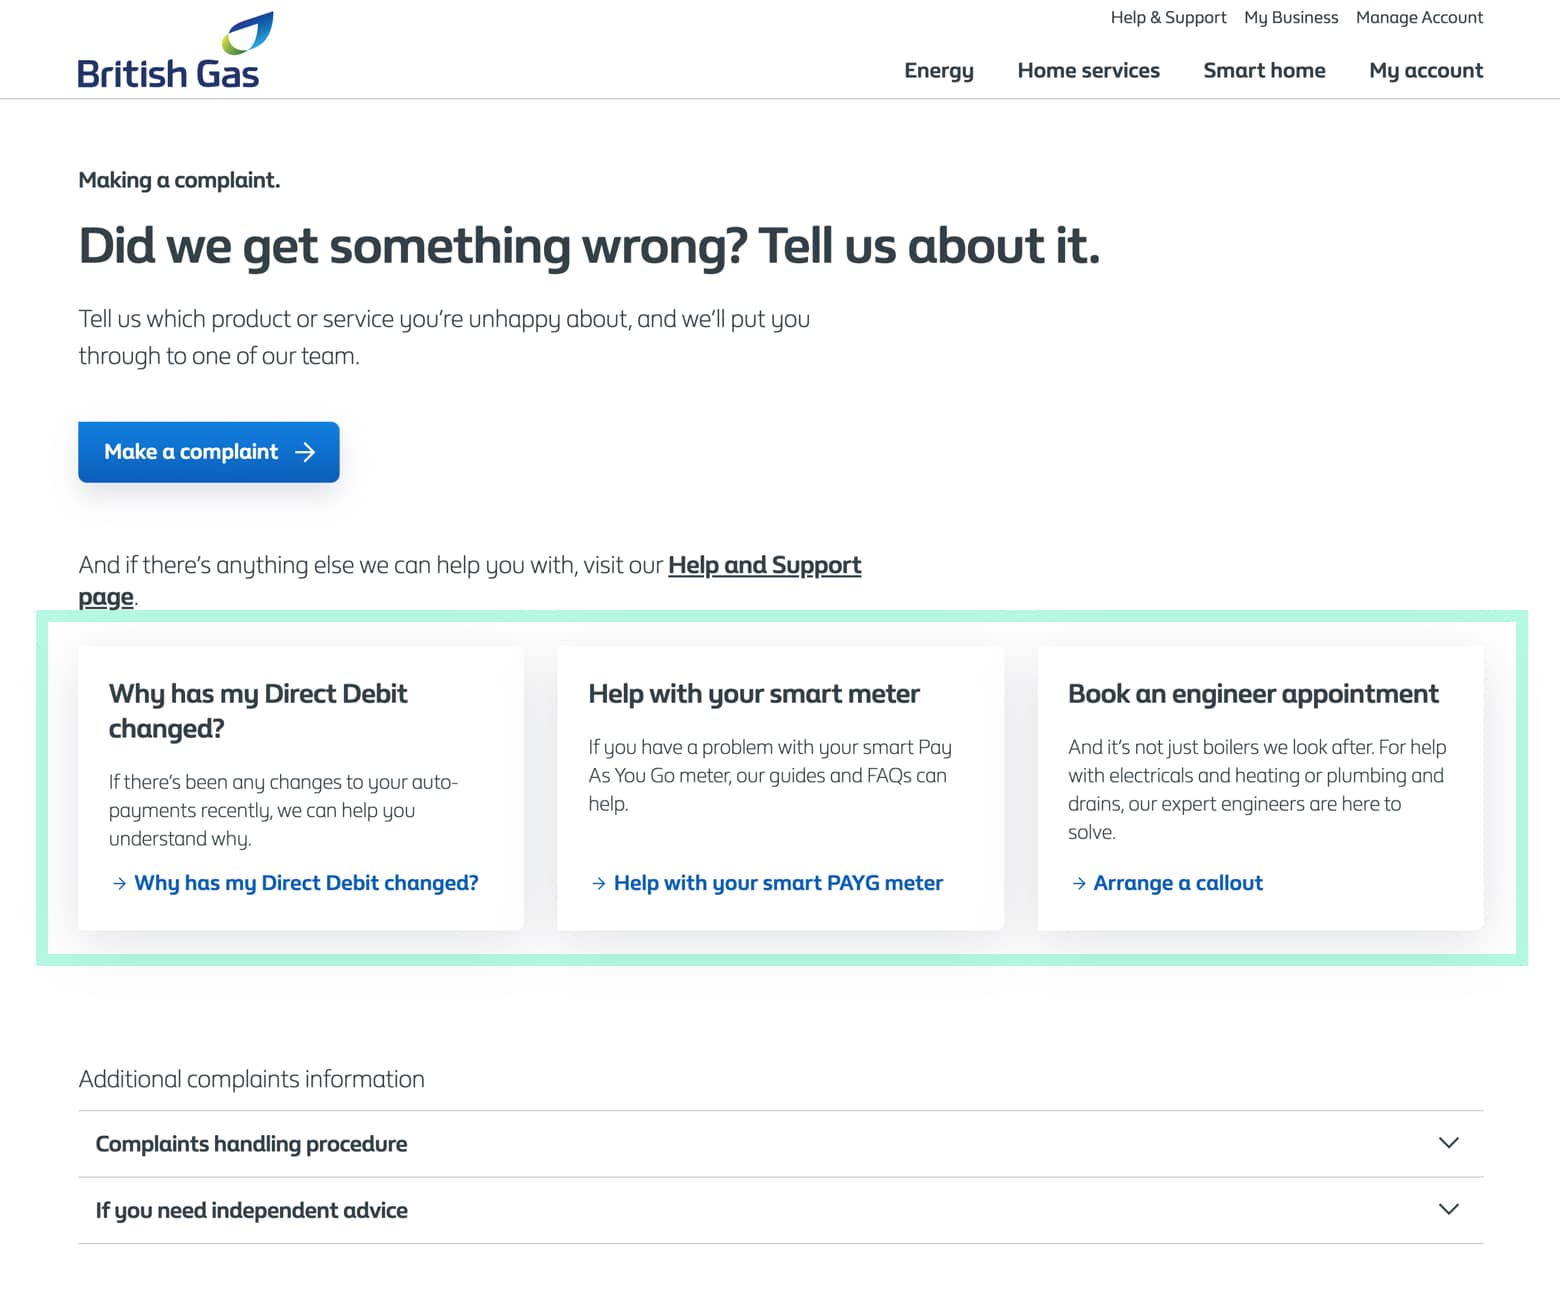 Help & Support My Business Manage Account
British Gas
Energy Home services Smart home My account
Making a complaint.
Did we get something wrong? Tell us about it.
Tell us which product or service you're unhappy about, and we'll put you
through to one of our team.
Make a complaint →
And if there's anything else we can help you with, visit our Help and Support
page.
Why has my Direct Debit
changed?
If there's been any changes to your auto-
payments recently, we can help you
understand why.
→ Why has my Direct Debit changed?
Help with your smart meter
If you have a problem with your smart Pay
As You Go meter, our guides and FAQs can
help.
→ Help with your smart PAYG meter
Book an engineer appointment
And it's not just boilers we look after. For help
with electricals and heating or plumbing and
drains, our expert engineers are here to
solve.
→ Arrange a callout
Additional complaints information
Complaints handling procedure
If you need independent advice